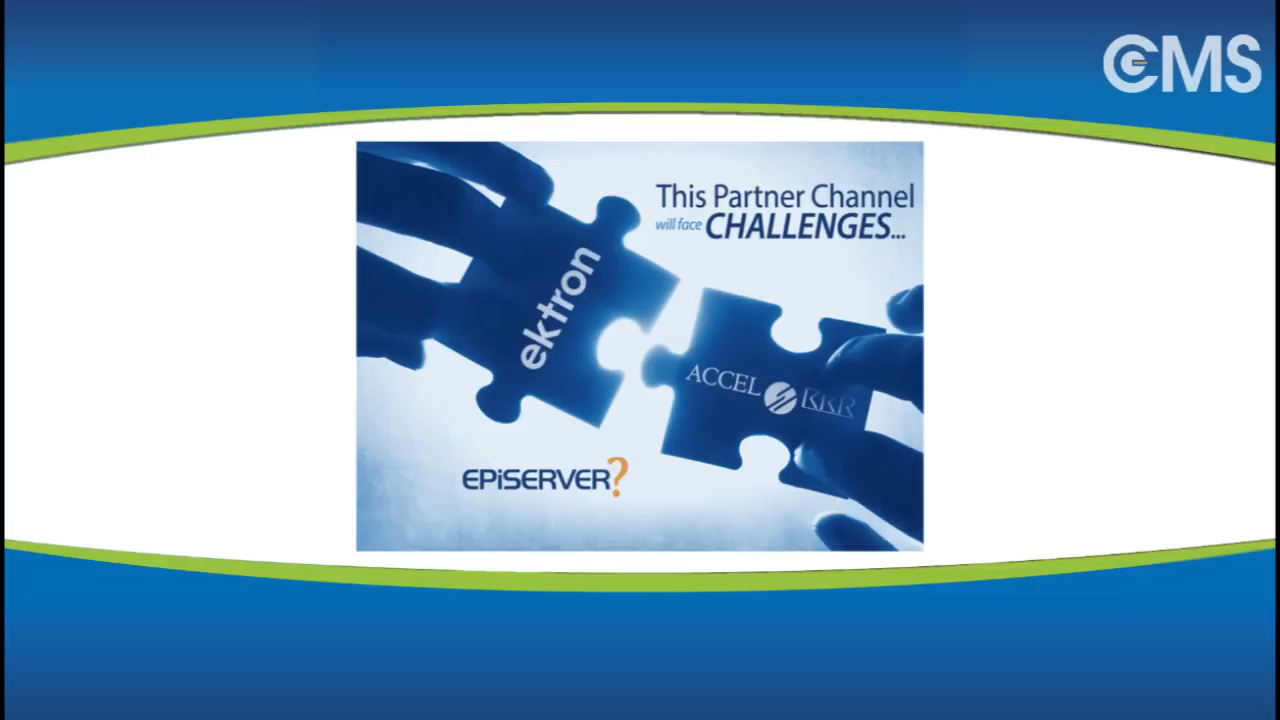 CMS
This Partner Channel
will face CHALLENGES...
ektron
ACCEL KKR
EPiSERVER?